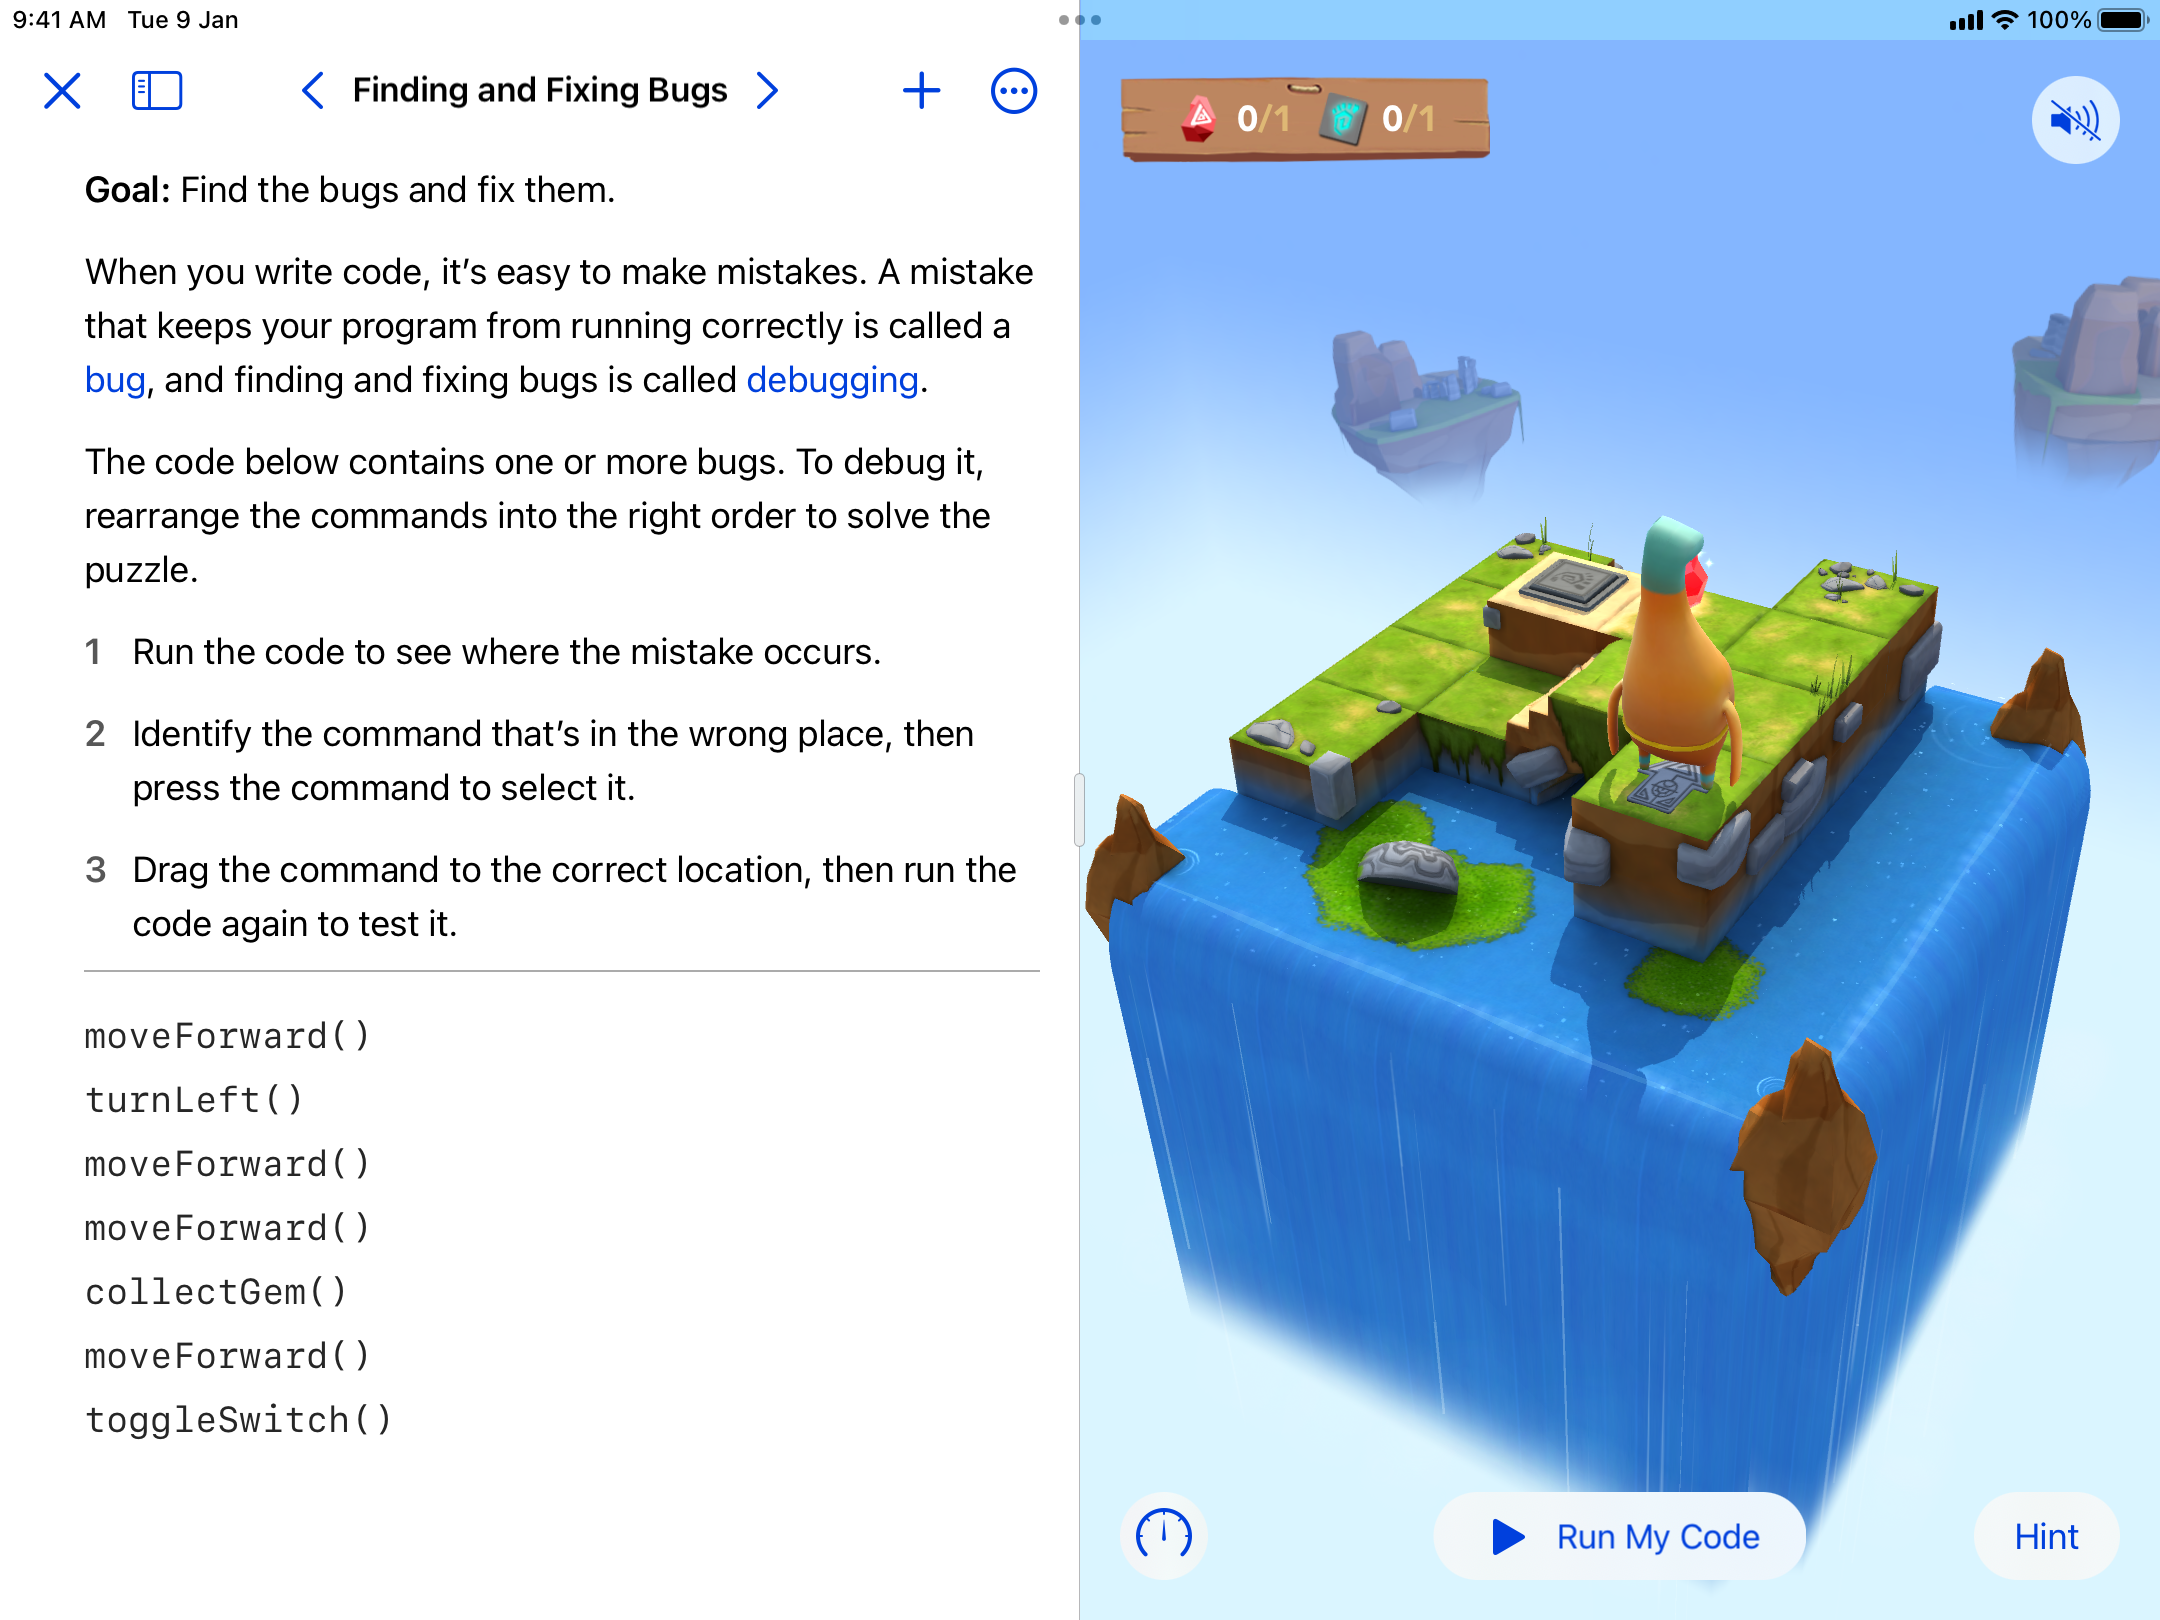 9:41 AM Tue 9 Jan
100%
Finding and Fixing Bugs
Goal: Find the bugs and fix them.
When you write code, it’s easy to make mistakes. A mistake
that keeps your program from running correctly is called a
bug, and finding and fixing bugs is called debugging.
The code below contains one or more bugs. To debug it,
rearrange the commands into the right order to solve the
puzzle.
1 Run the code to see where the mistake occurs.
2 Identify the command that’s in the wrong place, then
press the command to select it.
3 Drag the command to the correct location, then run the
code again to test it.
moveForward()
turnLeft()
moveForward()
moveForward()
collectGem()
moveForward()
toggleSwitch()
0/1 0/1
Run My Code
Hint